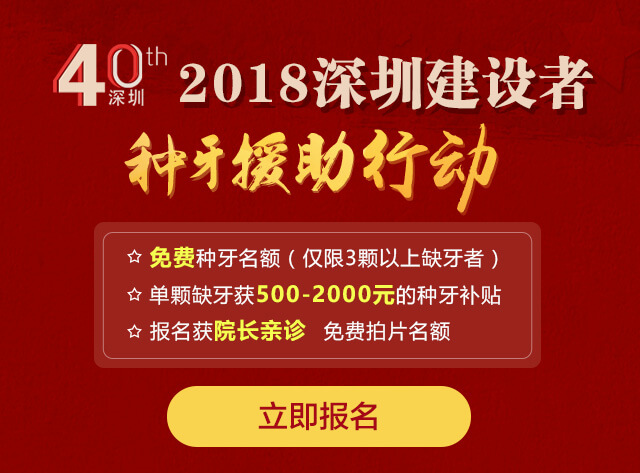 40th
深圳
2018深圳建设者
种牙援助行动
☆ 免费种牙名额（仅限3颗以上缺牙者）
☆ 单颗缺牙获500-2000元的种牙补贴
☆ 报名获院长亲诊 免费拍片名额
立即报名